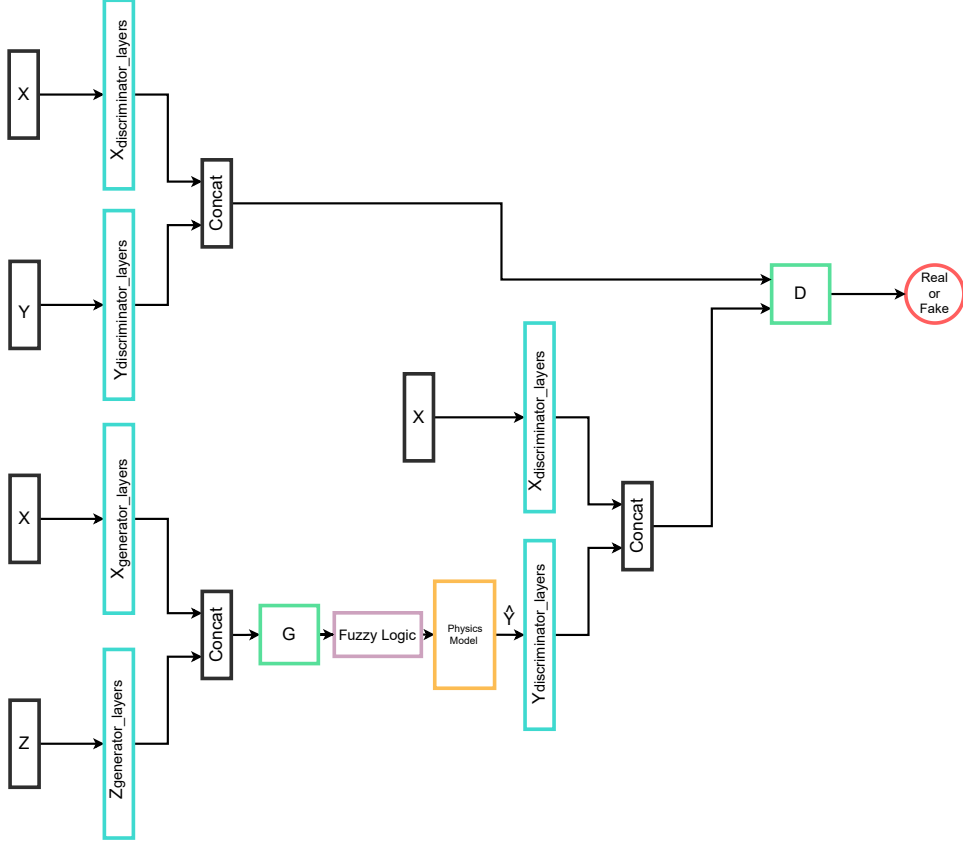 X
Xdiscriminator_layers
Y
Ydiscriminator_layers
Concat
X
Xgenerator_layers
Z
Zgenerator_layers
Concat
G
Fuzzy Logic
Physics
Model
Ŷ
X
Xdiscriminator_layers
Ydiscriminator_layers
Concat
D
Real
or
Fake